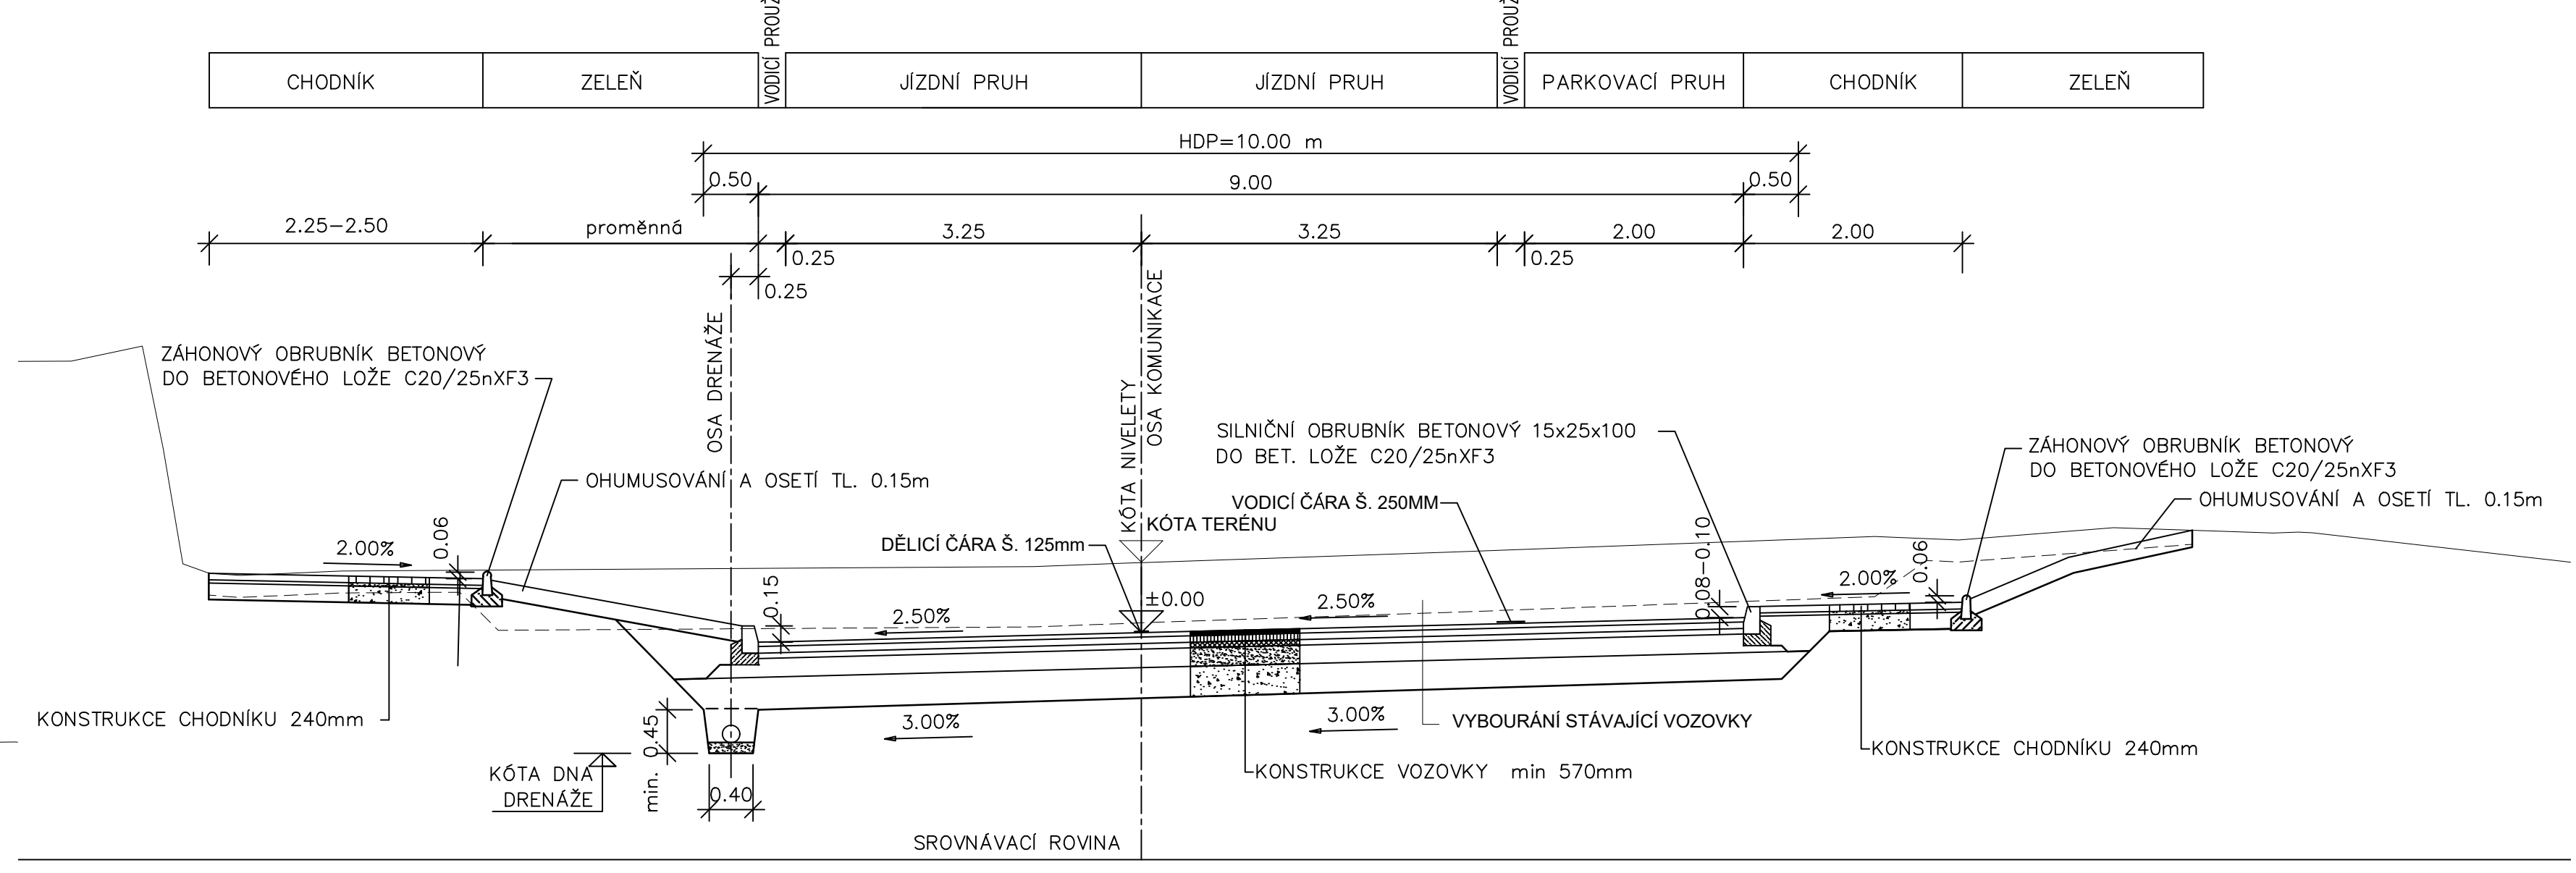 VODICÍ PROUŽ
VODICÍ PROUŽ
CHODNÍK
ZELEŇ
JÍZDNÍ PRUH
JÍZDNÍ PRUH
PARKOVACÍ PRUH
CHODNÍK
ZELEŇ
HDP=10.00 m
0.50
9.00
0.50
2.25-2.50
proměnná
3.25
3.25
2.00
2.00
0.25
0.25
0.25
OSA DRENÁŽE
KÓTA NIVELETY
OSA KOMUNIKACE
ZÁHONOVÝ OBRUBNÍK BETONOVÝ
DO BETONOVÉHO LOŽE C20/25nXF3
SILNIČNÍ OBRUBNÍK BETONOVÝ 15x25x100
DO BET. LOŽE C20/25nXF3
ZÁHONOVÝ OBRUBNÍK BETONOVÝ
DO BETONOVÉHO LOŽE C20/25nXF3
OHUMUSOVÁNÍ A OSETÍ TL. 0.15m
VODICÍ ČÁRA Š. 250MM
OHUMUSOVÁNÍ A OSETÍ TL. 0.15m
KÓTA TERÉNU
DĚLICÍ ČÁRA Š. 125mm
2.00%
0.06
0.15
2.50%
±0.00
2.50%
0.08-0.10
2.00%
0.06
KONSTRUKCE CHODNÍKU 240mm
min. 0.45
3.00%
3.00%
VYBOURÁNÍ STÁVAJÍCÍ VOZOVKY
KONSTRUKCE CHODNÍKU 240mm
KÓTA DNA
DRENÁŽE
0.40
KONSTRUKCE VOZOVKY min 570mm
SROVNÁVACÍ ROVINA